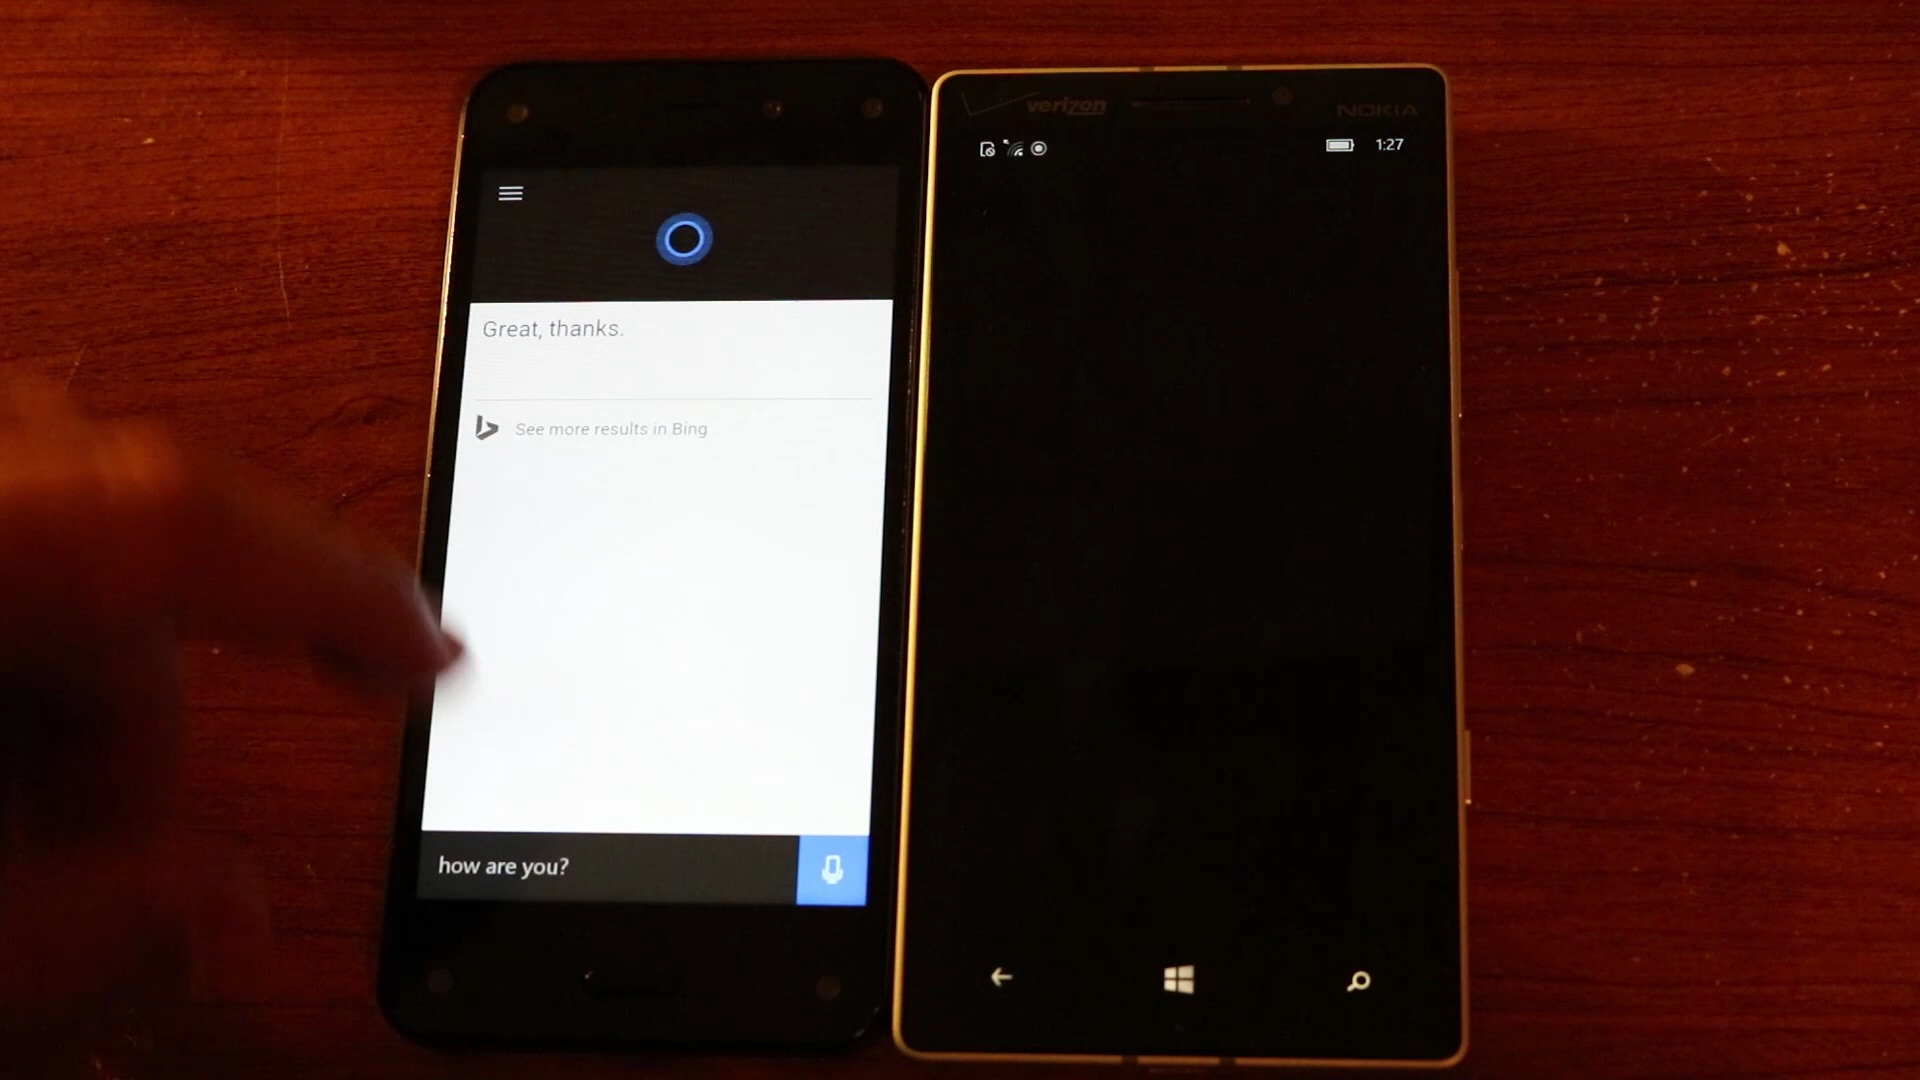 Great, thanks.
See more results in Bing
how are you?
verizon
NOKIA
1:27